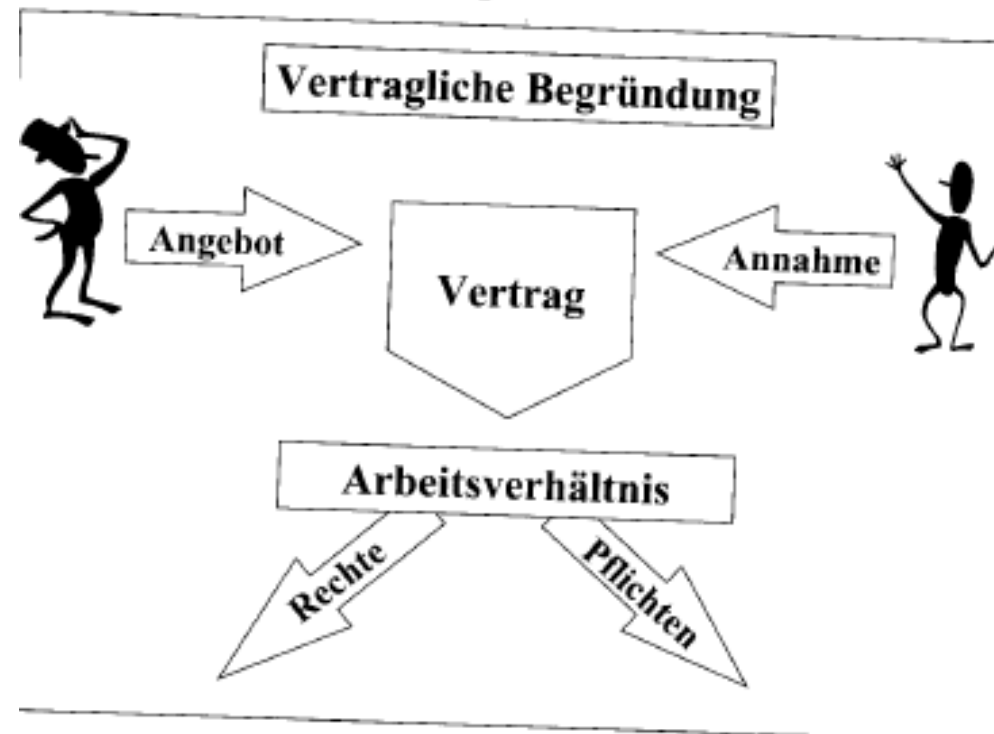 Vertragliche Begründung
Angebot
Vertrag
Annahme
Arbeitsverhältnis
Rechte
Pflichten